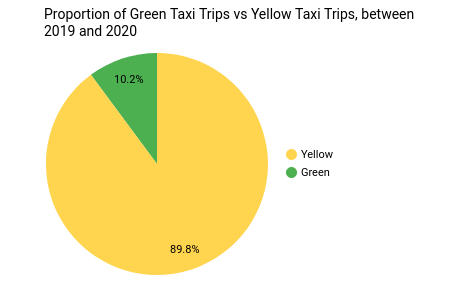 Proportion of Green Taxi Trips vs Yellow Taxi Trips, between
2019 and 2020
10.2%
Yellow
Green
89.8%